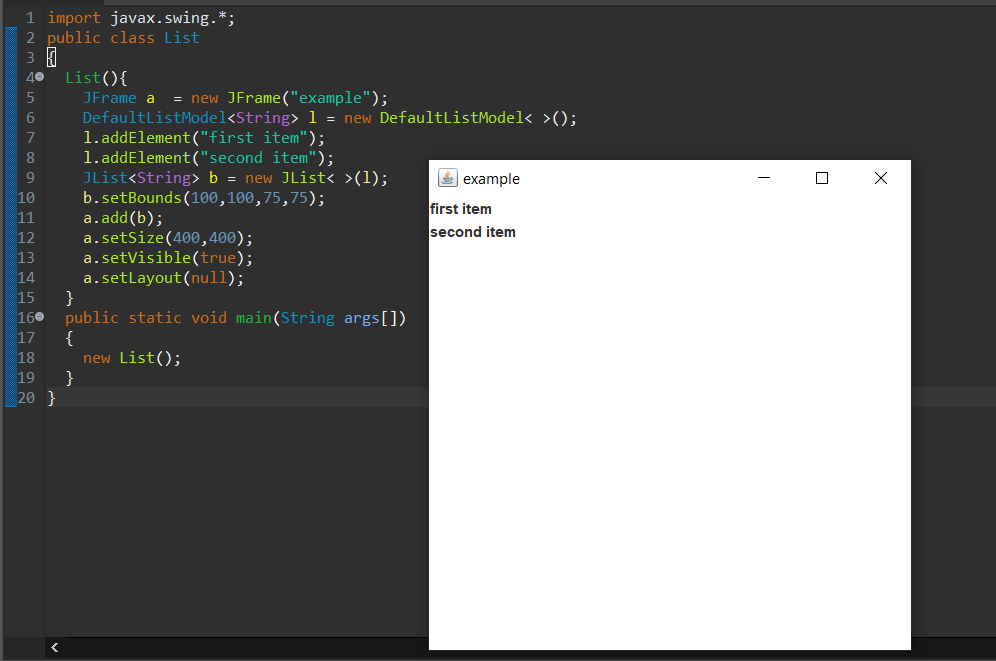 1 import javax.swing.*;
2 public class List
3 {
4 List(){
5 JFrame a  = new JFrame("example");
6 DefaultListModel<String> l = new DefaultListModel< >();
7 l.addElement("first item");
8 l.addElement("second item");
9 JList<String> b = new JList< >(l);
10 b.setBounds(100,100,75,75);
11 a.add(b);
12 a.setSize(400,400);
13 a.setVisible(true);
14 a.setLayout(null);
15 }
16 public static void main(String args[])
17 {
18 new List();
19 }
20 }
example
first item
second item